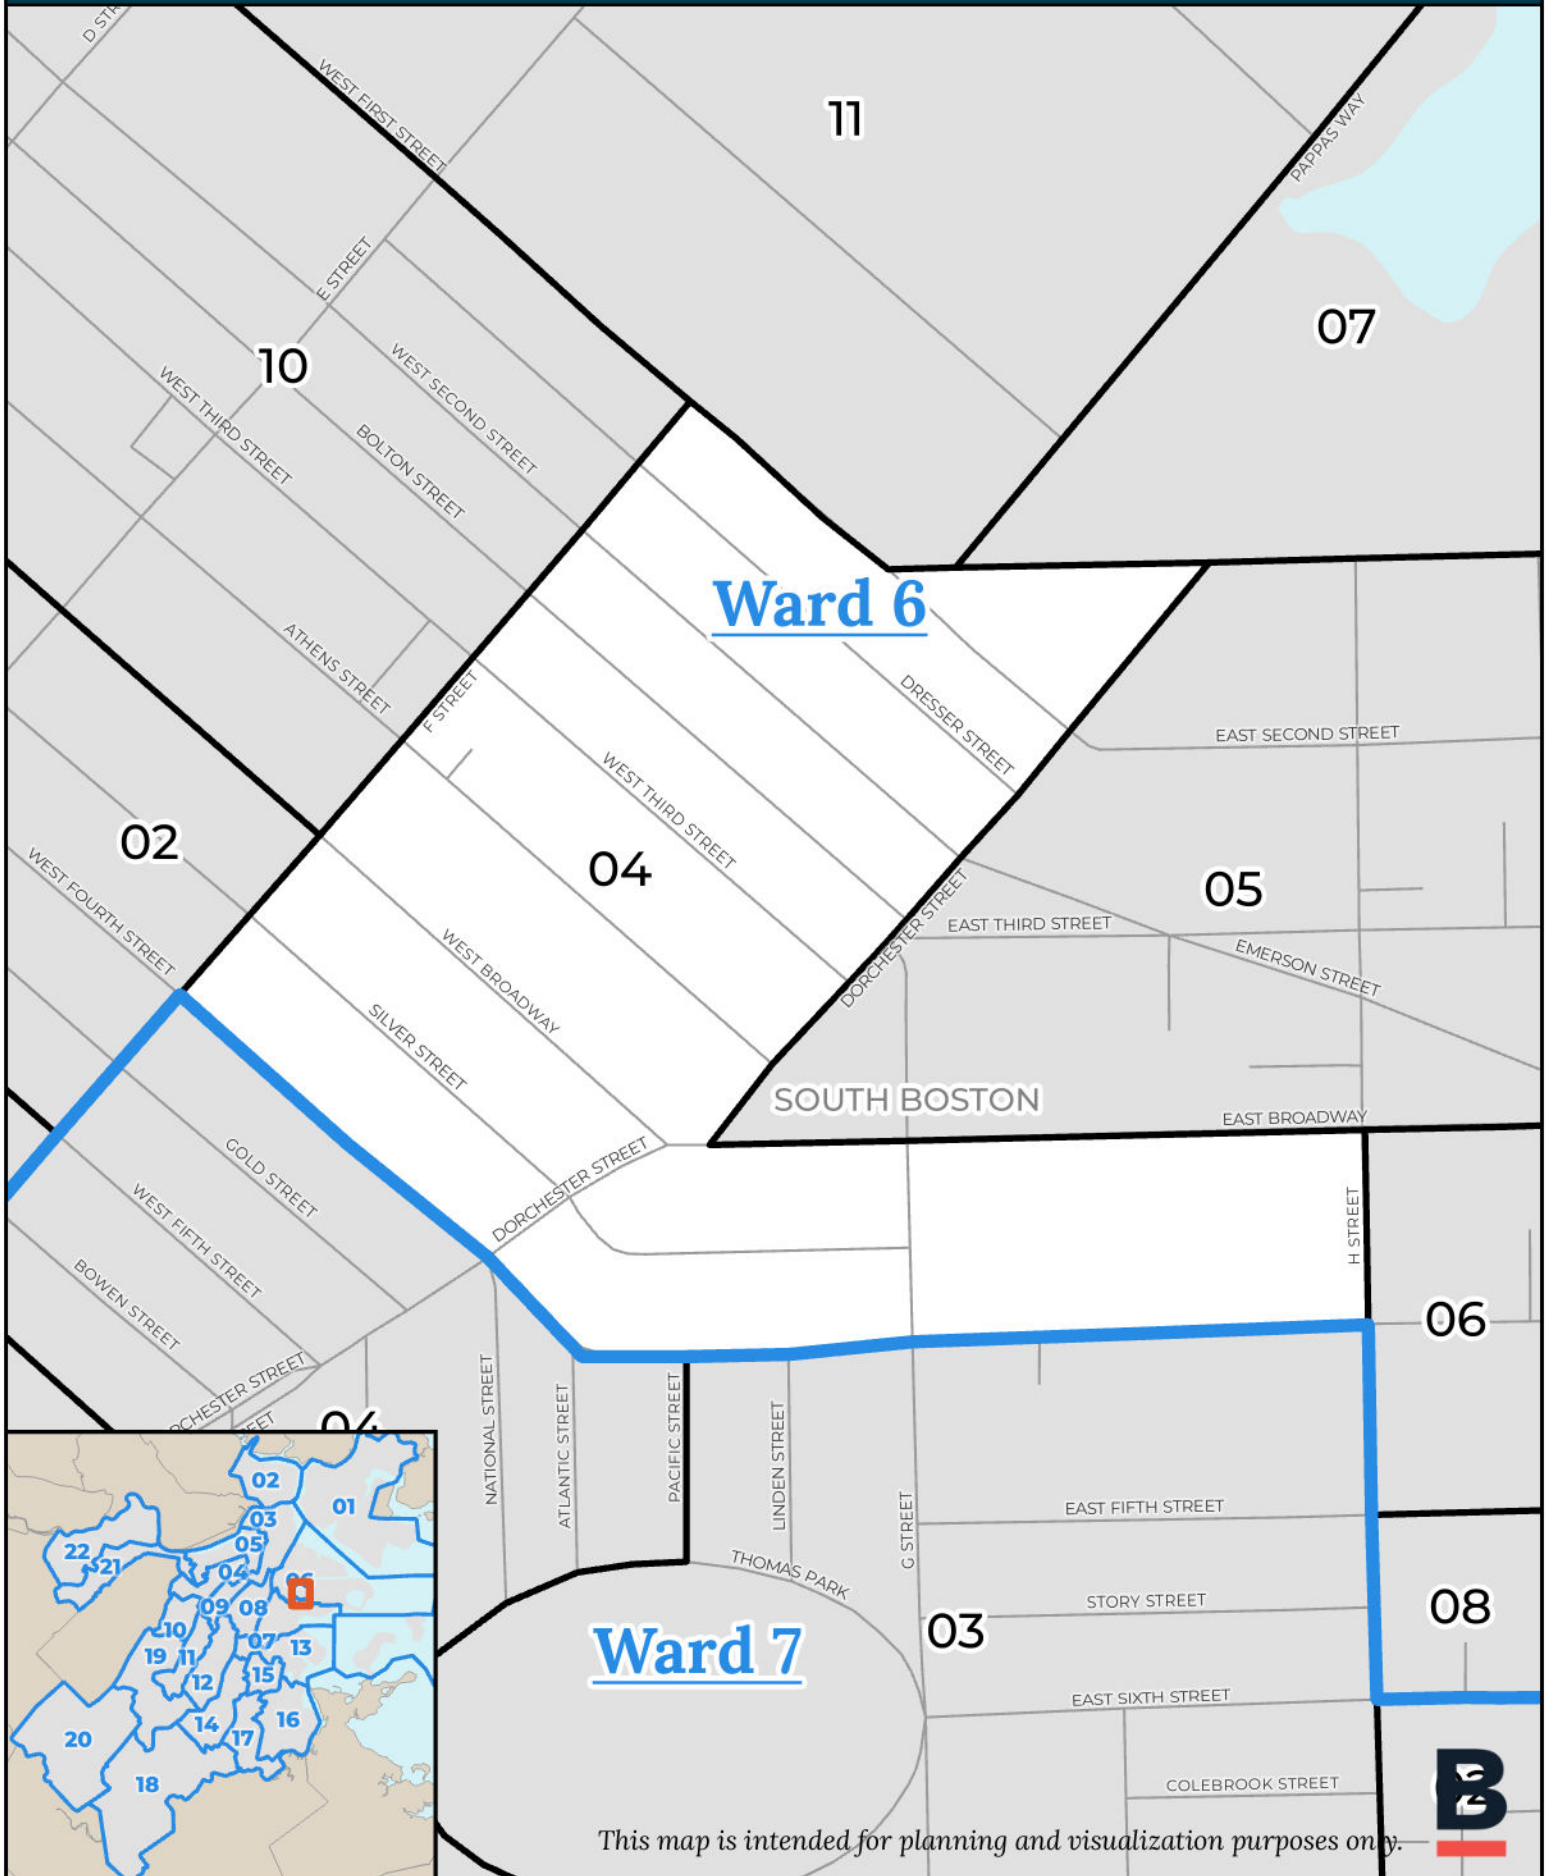 D STR
WEST FIRST STREET
11
PAPPAS WAY
E STREET
07
10
WEST SECOND STREET
WEST THIRD STREET
BOLTON STREET
Ward 6
ATHENS STREET
F STREET
DRESSER STREET
EAST SECOND STREET
WEST THIRD STREET
02
04
05
WEST FOURTH STREET
DORCHESTER STREET
EAST THIRD STREET
WEST BROADWAY
EMERSON STREET
SILVER STREET
SOUTH BOSTON
EAST BROADWAY
GOLD STREET
DORCHESTER STREET
WEST FIFTH STREET
H STREET
BOWEN STREET
06
RCHESTER STREET
EET
04
NATIONAL STREET
ATLANTIC STREET
PACIFIC STREET
LINDEN STREET
G STREET
EAST FIFTH STREET
THOMAS PARK
STORY STREET
08
03
Ward 7
EAST SIXTH STREET
COLEBROOK STREET
02
B
02
01
03
05
22
21
04
06
09
08
10
07
13
19
11
15
12
14
16
17
20
18
This map is intended for planning and visualization purposes only.